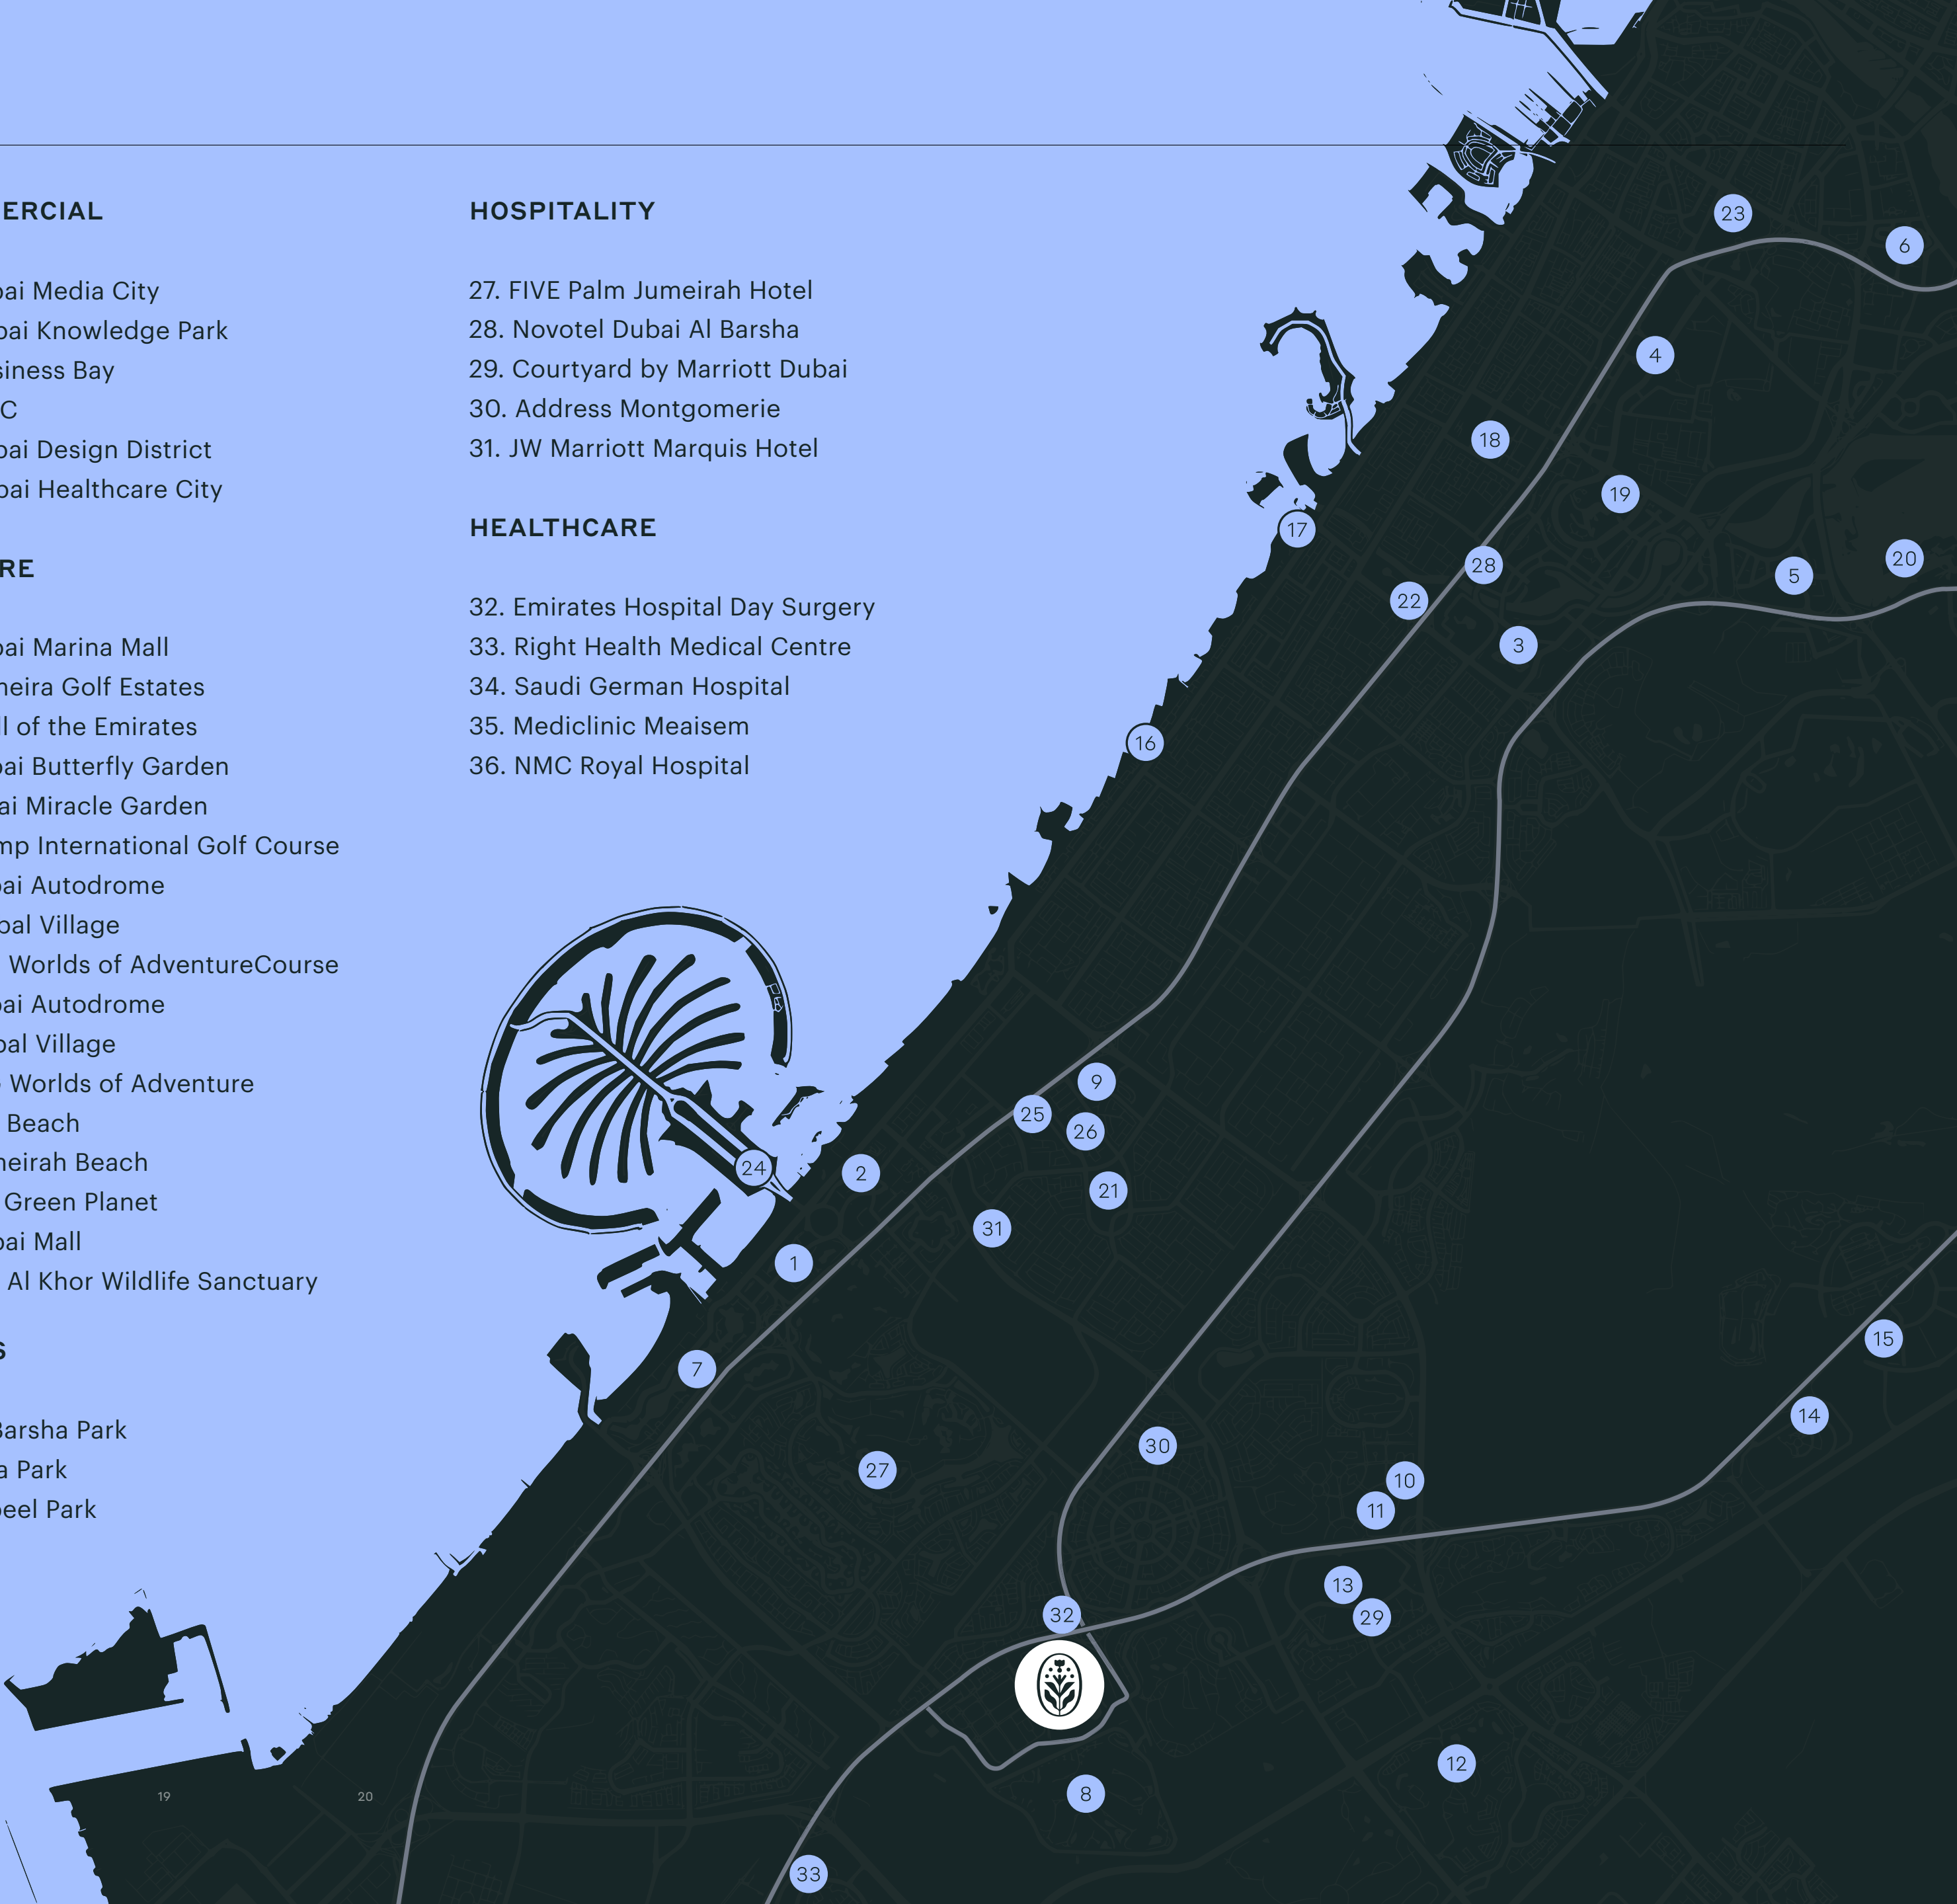 ERCIAL
ai Media City
ai Knowledge Park
iness Bay
C
ai Design District
ai Healthcare City
RE
ai Marina Mall
eira Golf Estates
l of the Emirates
ai Butterfly Garden
ai Miracle Garden
mp International Golf Course
ai Autodrome
bal Village
Worlds of AdventureCourse
ai Autodrome
bal Village
Worlds of Adventure
Beach
eirah Beach
Green Planet
ai Mall
Al Khor Wildlife Sanctuary
S
Barsha Park
a Park
eel Park
HOSPITALITY
27. FIVE Palm Jumeirah Hotel
28. Novotel Dubai Al Barsha
29. Courtyard by Marriott Dubai
30. Address Montgomerie
31. JW Marriott Marquis Hotel
HEALTHCARE
32. Emirates Hospital Day Surgery
33. Right Health Medical Centre
34. Saudi German Hospital
35. Mediclinic Meaisem
36. NMC Royal Hospital
23
6
4
18
19
17
20
28
5
22
3
16
9
25
26
24
2
21
31
1
15
7
14
30
27
10
11
13
32
29
12
8
19
20
33